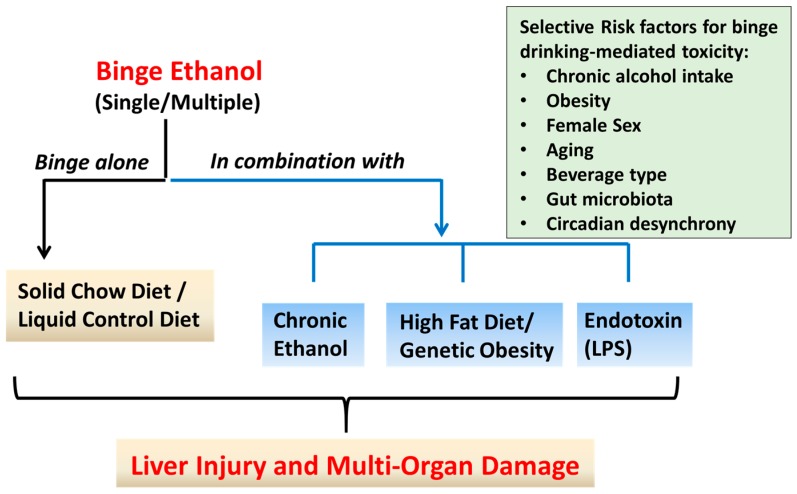 Binge Ethanol
(Single/Multiple)
Binge alone
In combination with
Selective Risk factors for binge
drinking-mediated toxicity:
• Chronic alcohol intake
• Obesity
• Female Sex
• Aging
• Beverage type
• Gut microbiota
• Circadian desynchrony
Solid Chow Diet /
Liquid Control Diet
Chronic
Ethanol
High Fat Diet/
Genetic Obesity
Endotoxin
(LPS)
Liver Injury and Multi-Organ Damage